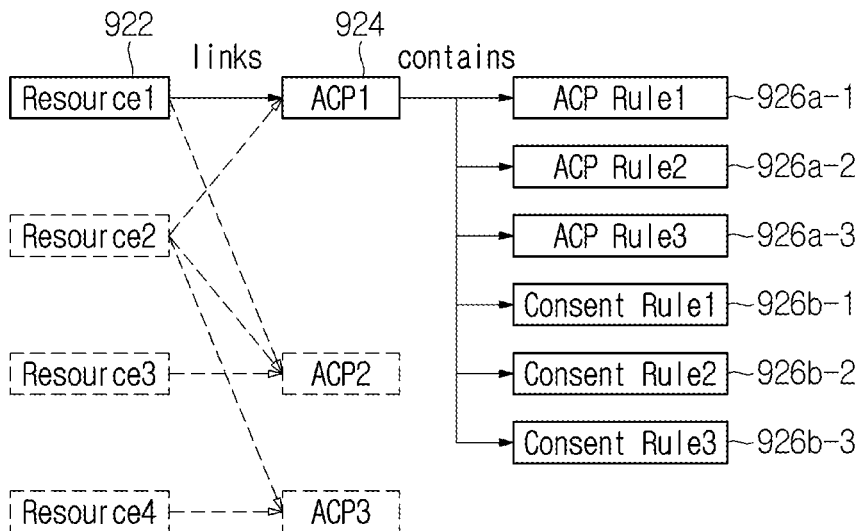 922
924
links
contains
Resource1
ACP1
ACP Rule1
926a-1
ACP Rule2
926a-2
Resource2
ACP Rule3
926a-3
Consent Rule1
926b-1
Resource3
ACP2
Consent Rule2
926b-2
Consent Rule3
926b-3
Resource4
ACP3